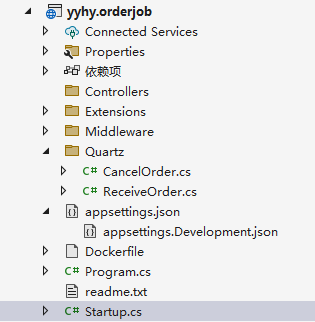 yyhy.orderjob
Connected Services
Properties
依赖项
Controllers
Extensions
Middleware
Quartz
C# CancelOrder.cs
C# ReceiveOrder.cs
appsettings.json
appsettings.Development.json
Dockerfile
C# Program.cs
readme.txt
C# Startup.cs